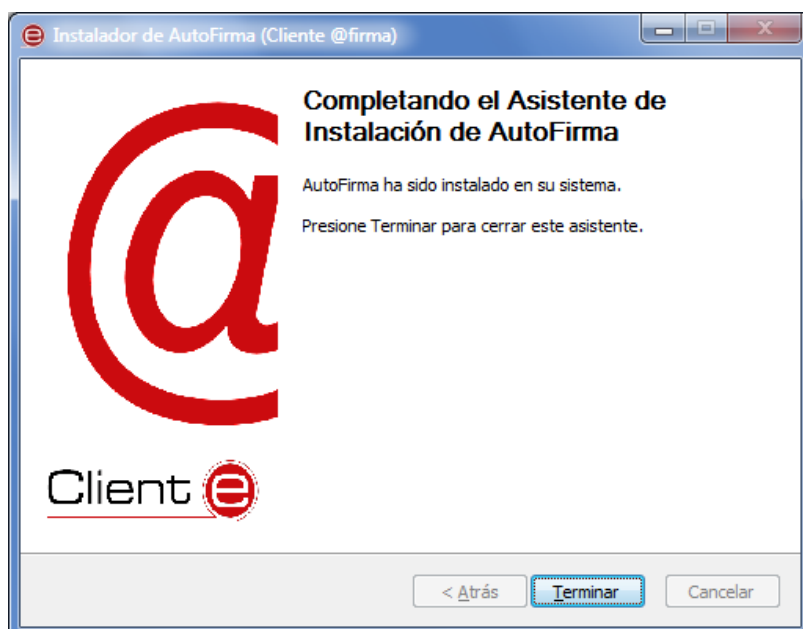 Instalador de AutoFirma (Cliente @firma)
Completando el Asistente de
Instalación de AutoFirma
AutoFirma ha sido instalado en su sistema.
Presione Terminar para cerrar este asistente.
@
Client e
< Atrás
Terminar
Cancelar